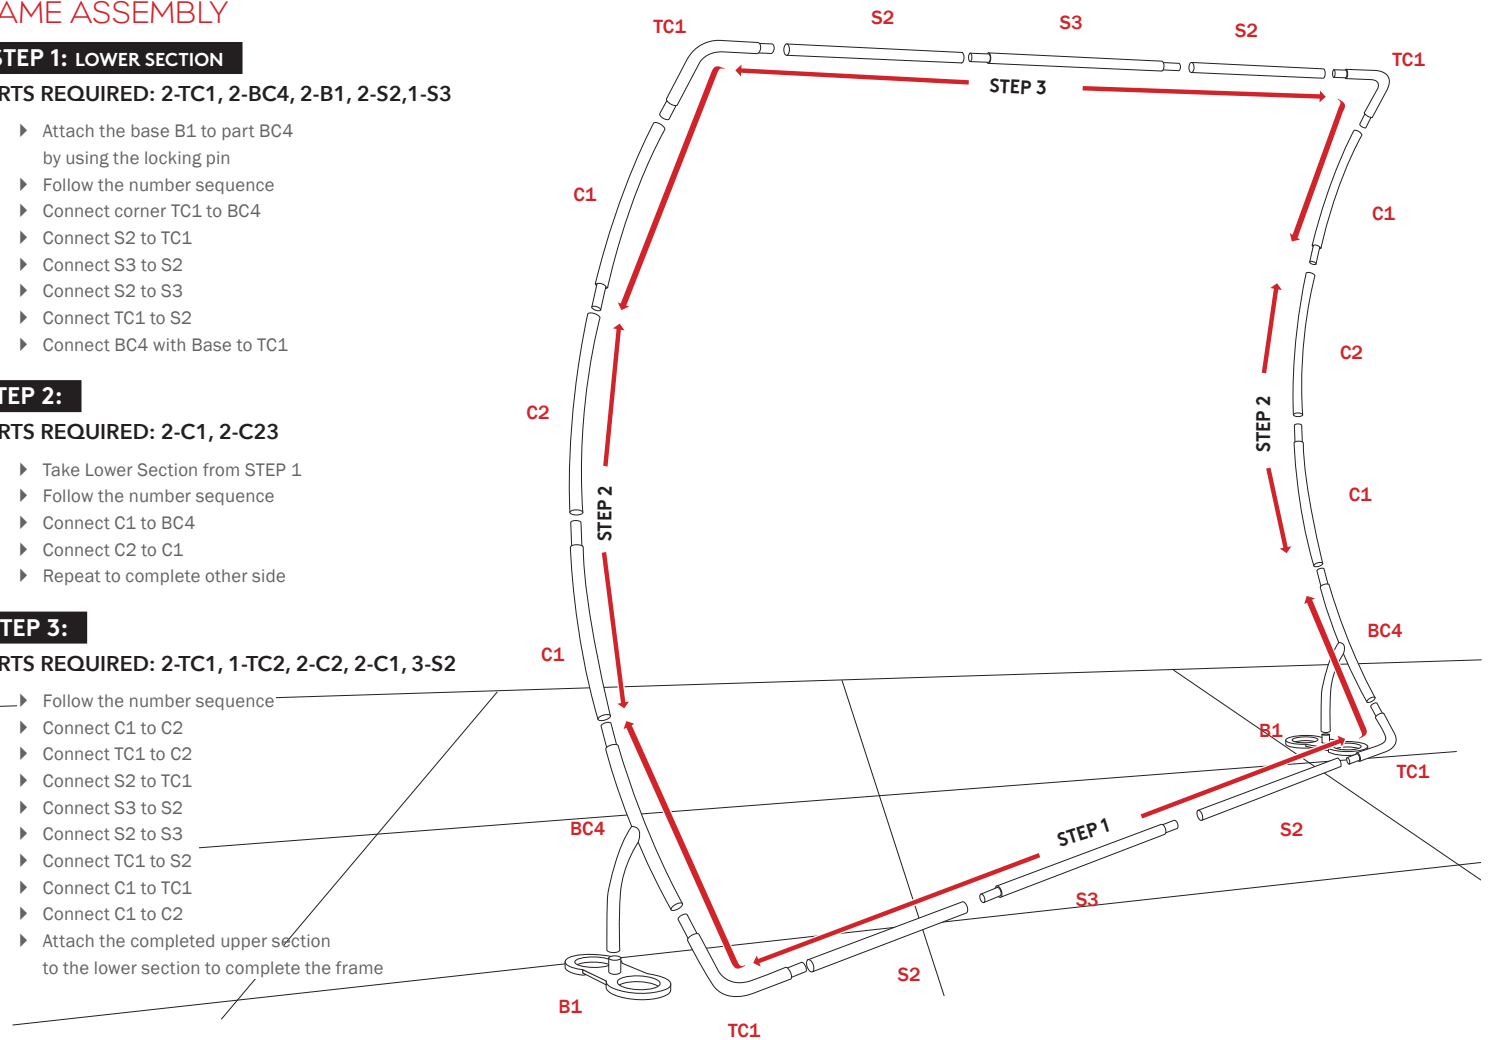 AME ASSEMBLY
STEP 1: LOWER SECTION
RTS REQUIRED: 2-TC1, 2-BC4, 2-B1, 2-S2,1-S3
Attach the base B1 to part BC4
by using the locking pin
Follow the number sequence
Connect corner TC1 to BC4
Connect S2 to TC1
Connect S3 to S2
Connect S2 to S3
Connect TC1 to S2
Connect BC4 with Base to TC1
TEP 2:
RTS REQUIRED: 2-C1, 2-C23
Take Lower Section from STEP 1
Follow the number sequence
Connect C1 to BC4
Connect C2 to C1
Repeat to complete other side
TEP 3:
RTS REQUIRED: 2-TC1, 1-TC2, 2-C2, 2-C1, 3-S2
Follow the number sequence
Connect C1 to C2
Connect TC1 to C2
Connect S2 to TC1
Connect S3 to S2
Connect S2 to S3
Connect TC1 to S2
Connect C1 to TC1
Connect C1 to C2
Attach the completed upper section
to the lower section to complete the frame
TC1
S2
S3
S2
TC1
STEP 3
C1
C1
C2
C2
STEP 2
STEP 2
C1
C1
BC4
B1
TC1
BC4
STEP 1
S2
S3
S2
B1
TC1